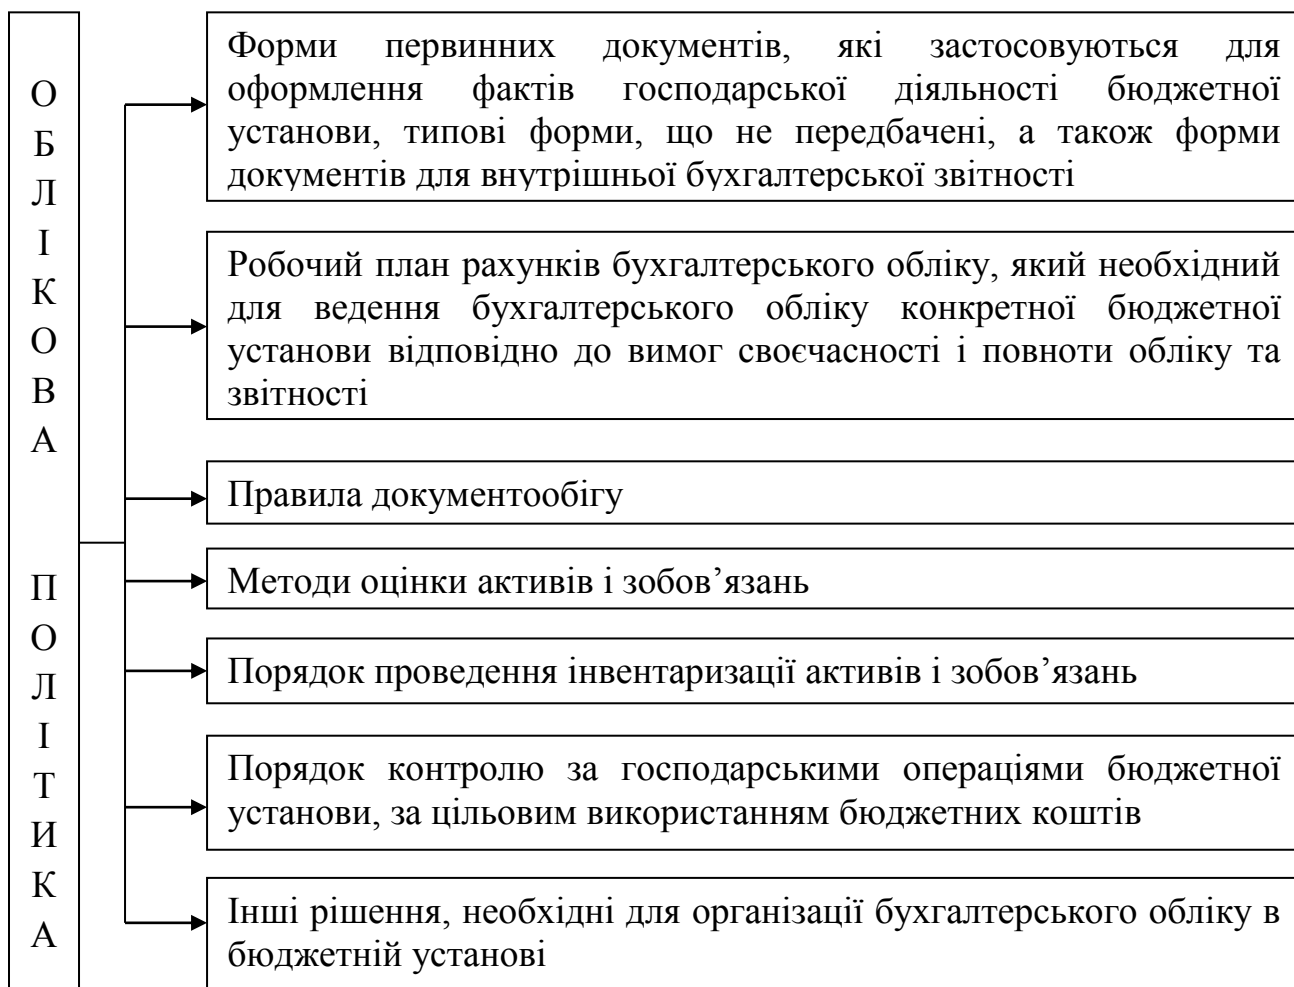 ОБЛІКОВА ПОЛІТИКА
Форми первинних документів, які застосовуються для
оформлення фактів господарської діяльності бюджетної
установи, типові форми, що не передбачені, а також форми
документів для внутрішньої бухгалтерської звітності
Робочий план рахунків бухгалтерського обліку, який необхідний
для ведення бухгалтерського обліку конкретної бюджетної
установи відповідно до вимог своєчасності і повноти обліку та
звітності
Правила документообігу
Методи оцінки активів і зобов’язань
Порядок проведення інвентаризації активів і зобов’язань
Порядок контролю за господарськими операціями бюджетної
установи, за цільовим використанням бюджетних коштів
Інші рішення, необхідні для організації бухгалтерського обліку в
бюджетній установі